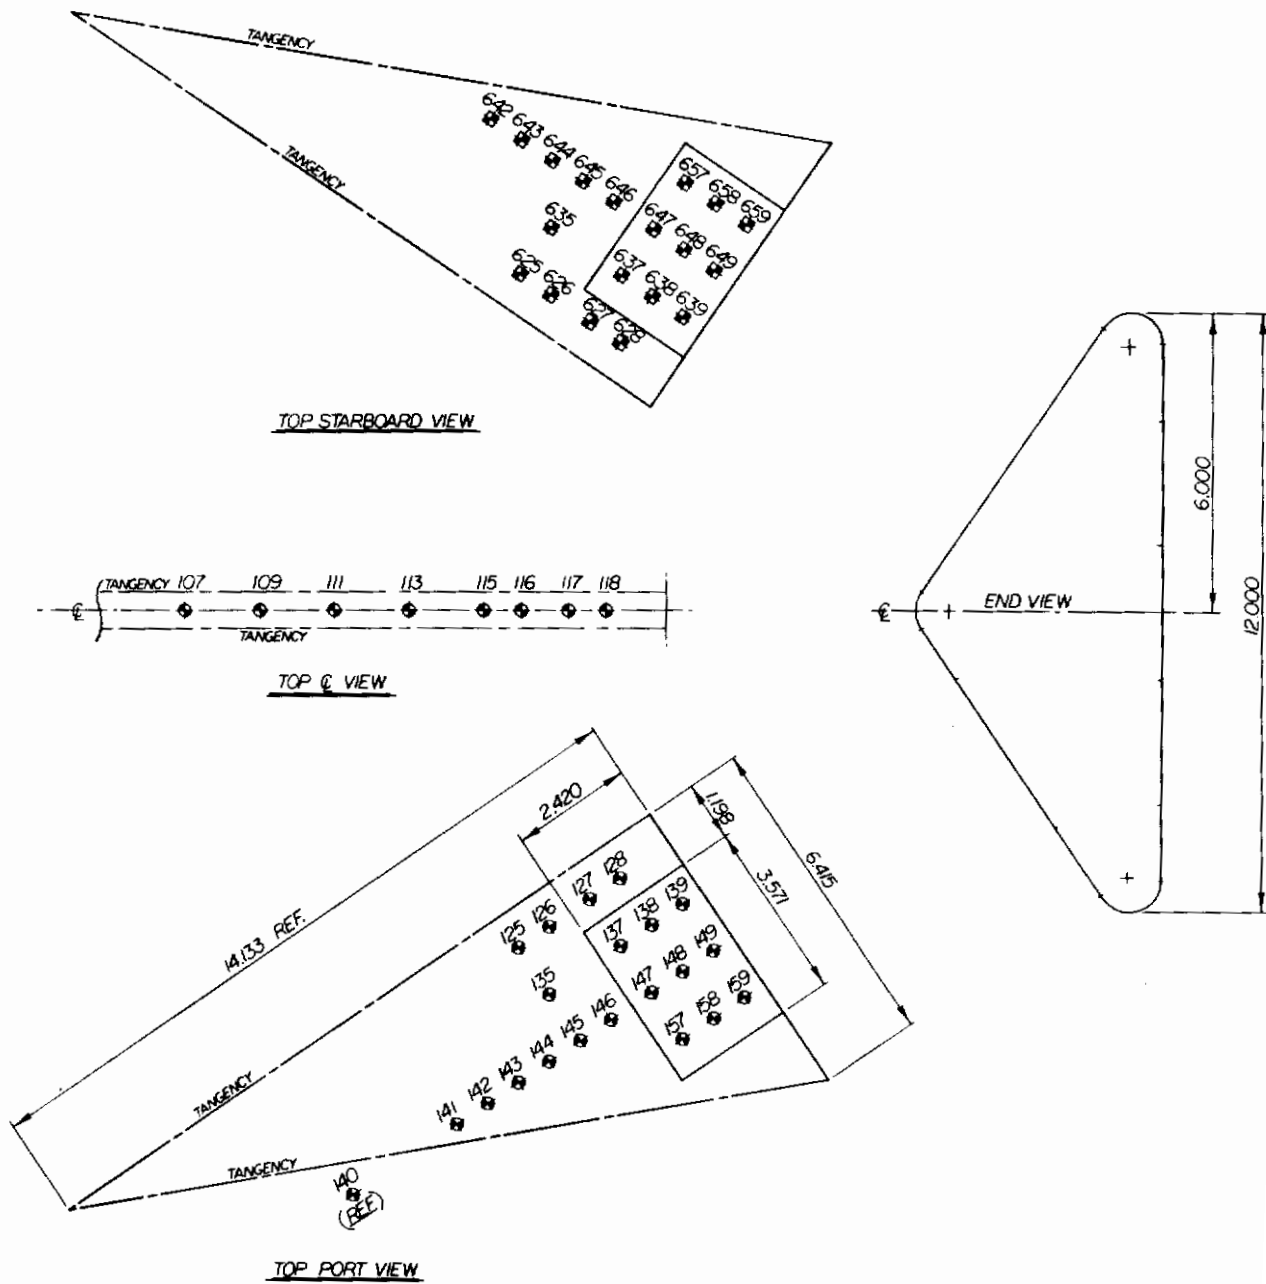 TANGENCY
642
643
644
645
646
TANGENCY
657
658
659
635
647
648
649
625
626
637
638
639
627
628
TOP STARBOARD VIEW
6.000
12.000
TANGENCY 107 109 111 113 115 116 117 118
℄
TANGENCY
TOP ℄ VIEW
℄ END VIEW
2.420
1.198
6.415
3.571
14.133 REF.
127 128
125 126
137 138 139
135
147 148 149
146
145
144
143
142
141
157 158 159
TANGENCY
TANGENCY
140
(REF)
TOP PORT VIEW